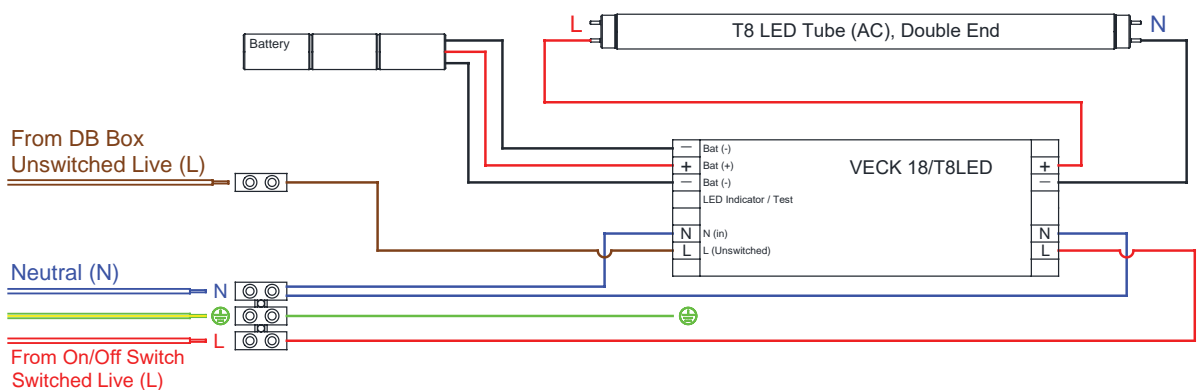 L
T8 LED Tube (AC), Double End
N
Battery
From DB Box
Unswitched Live (L)
VECK 18/T8LED
— Bat (-)
+ Bat (+)
— Bat (-)
LED Indicator / Test
N N (in)
L L (Unswitched)
+
—
N
L
Neutral (N)
N
L
From On/Off Switch
Switched Live (L)